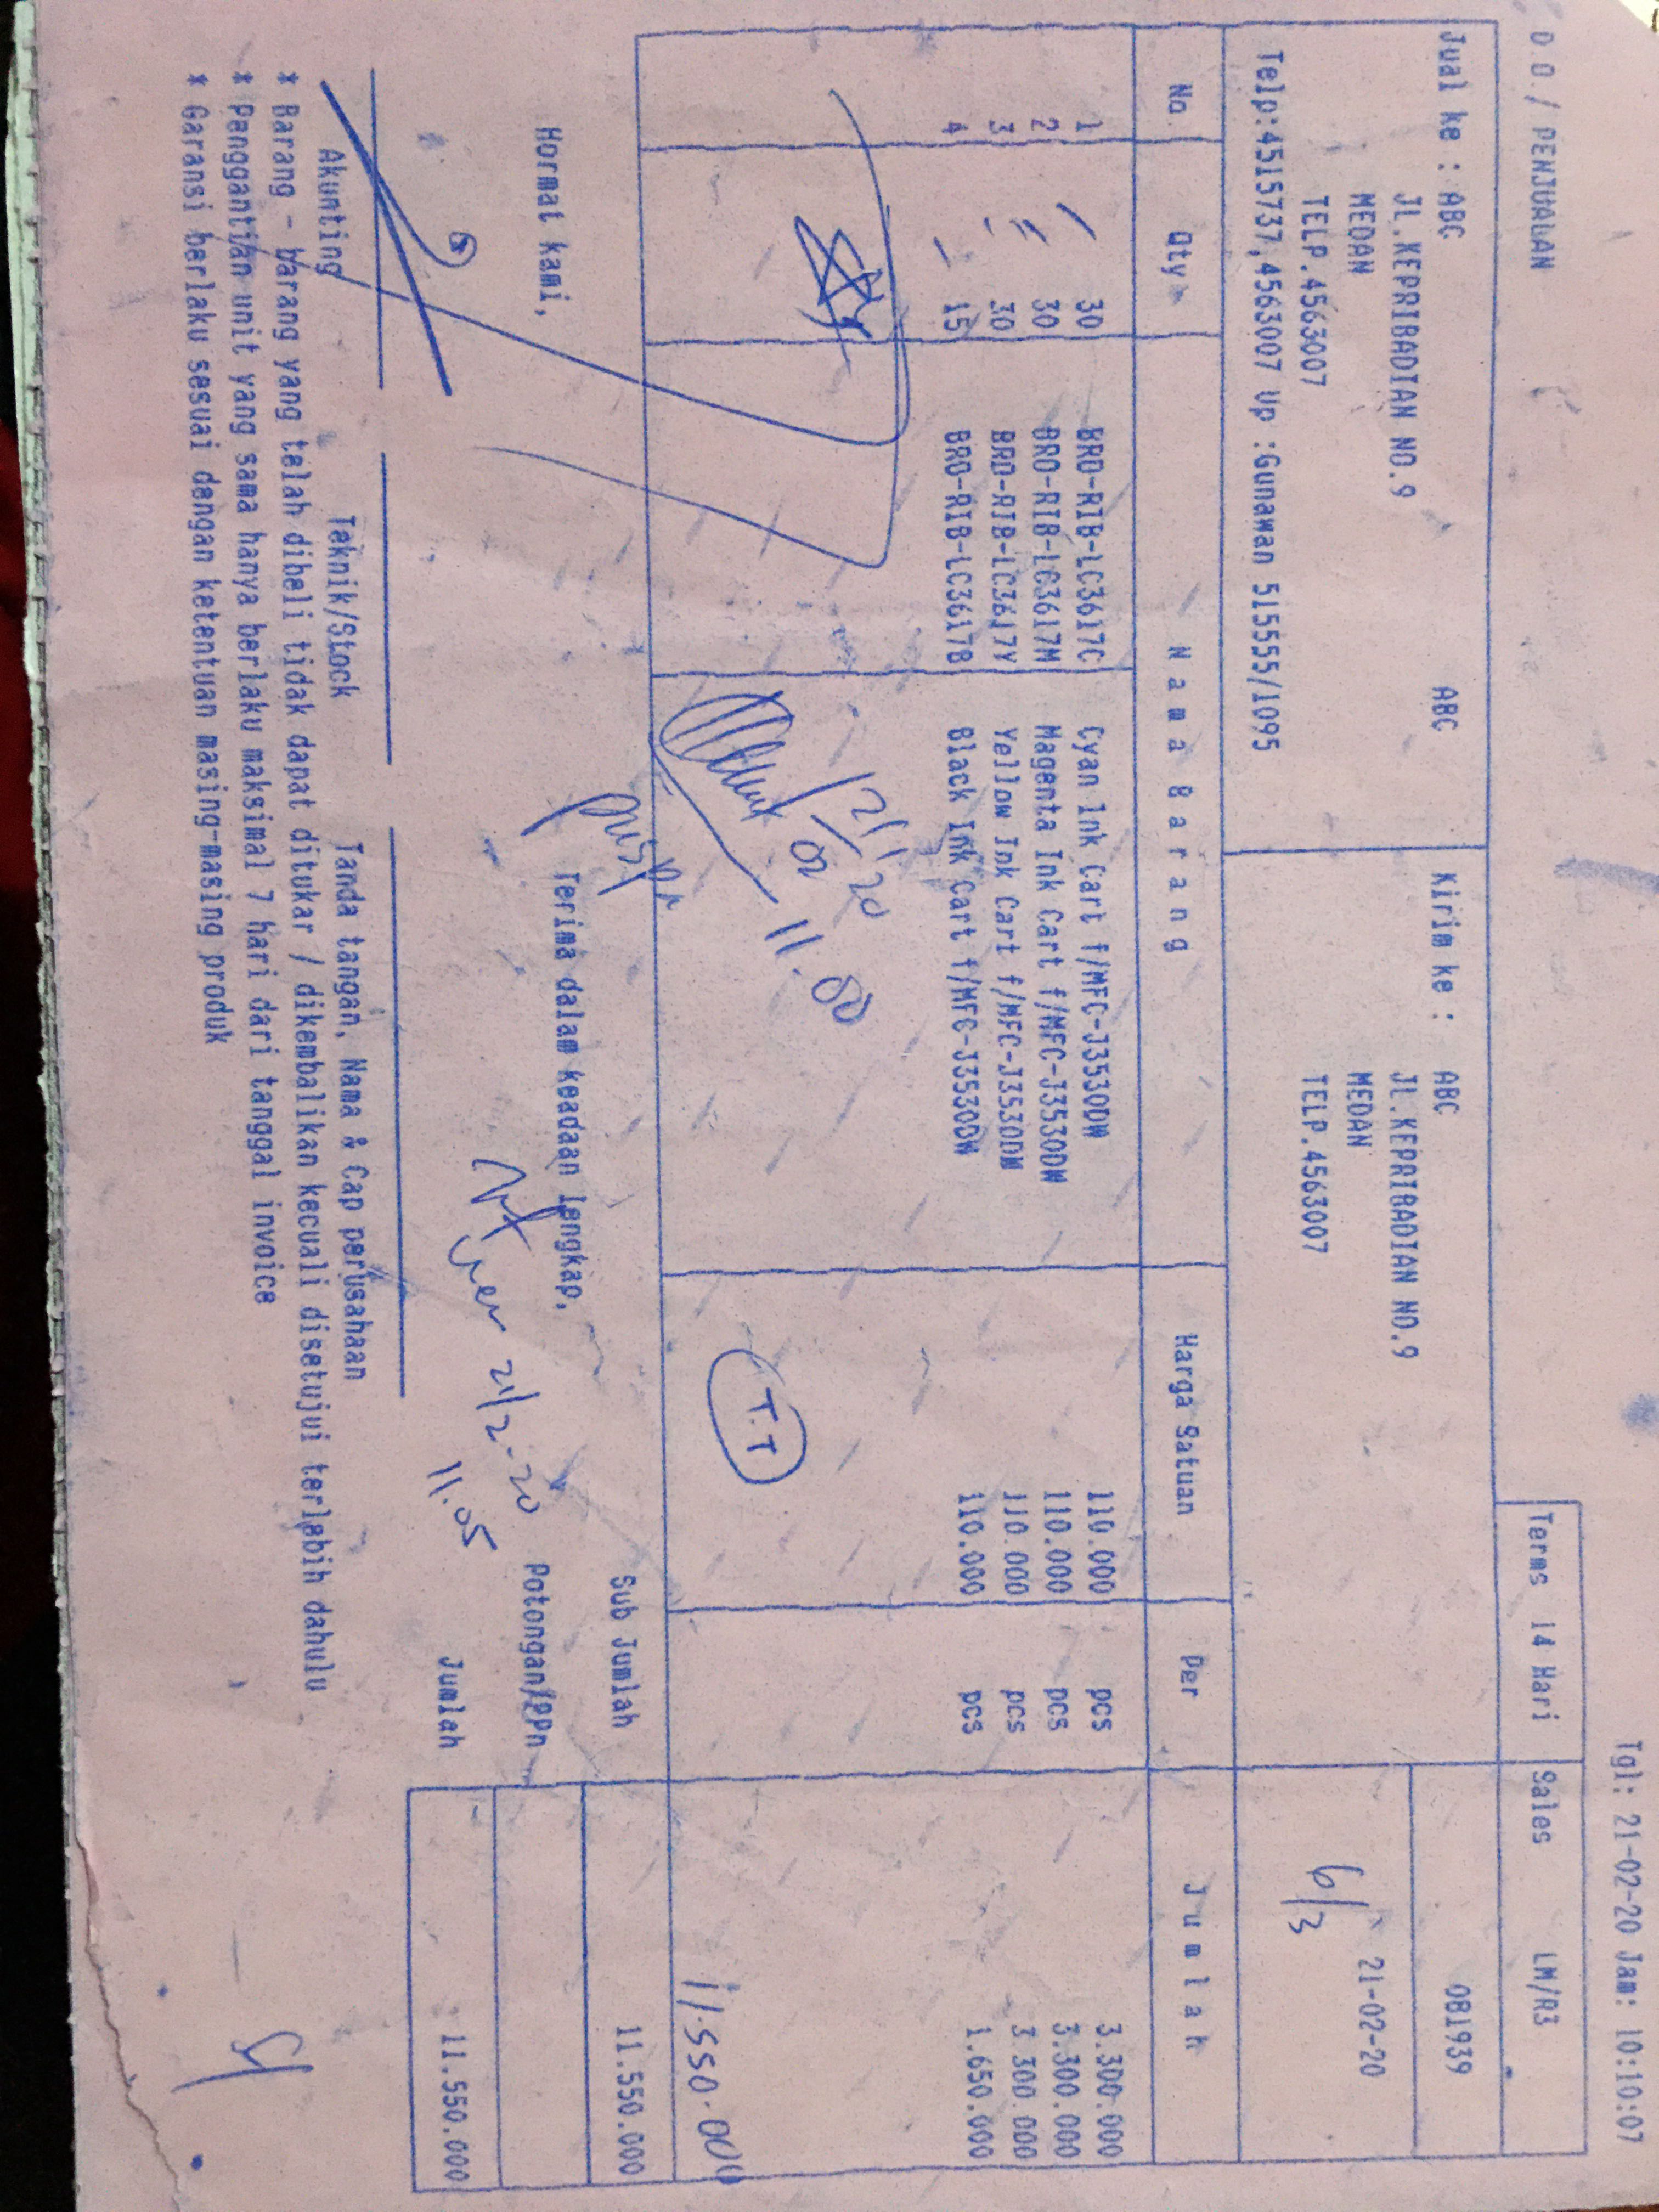 Tgl: 21-02-20 Jam: 10:10:07
D.O./ PENJUALAN
Terms 14 Hari Sales LM/R3
Jual ke : ABC ABC Kirim ke : ABC 081939
JL.KEPRIBADIAN NO.9 JL.KEPRIBADIAN NO.9
MEDAN MEDAN 21-02-20
TELP.4563007 TELP.4563007 6/3
Telp:4515737,4563007 Up :Gunawan 515555/1095
No Qty Nama Barang Harga Satuan Per Jumlah
1 30 BRO-RIB-LC3617C Cyan Ink Cart f/MFC-J3530DW 110.000 pcs 3.300.000
2 30 BRO-RIB-LC3617M Magenta Ink Cart f/MFC-J3530DW 110.000 pcs 3.300.000
3 30 BRO-RIB-LC3617Y Yellow Ink Cart f/MFC-J3530DW 110.000 pcs 3.300.000
4 15 BRO-RIB-LC3617B Black Ink Cart f/MFC-J3530DW 110.000 pcs 1.650.000
21/02 20
11.00
T.T
11.550.000
Sub Jumlah 11.550.000
Hormat kami, Terima dalam keadaan lengkap,
Potongan/PPn
21/2-20
11.05
Jumlah 11.550.000
Akunting Teknik/Stock Tanda tangan, Nama & Cap perusahaan
* Barang - barang yang telah dibeli tidak dapat ditukar / dikembalikan kecuali disetujui terlebih dahulu
* Penggantian unit yang sama hanya berlaku maksimal 7 hari dari tanggal invoice
* Garansi berlaku sesuai dengan ketentuan masing-masing produk